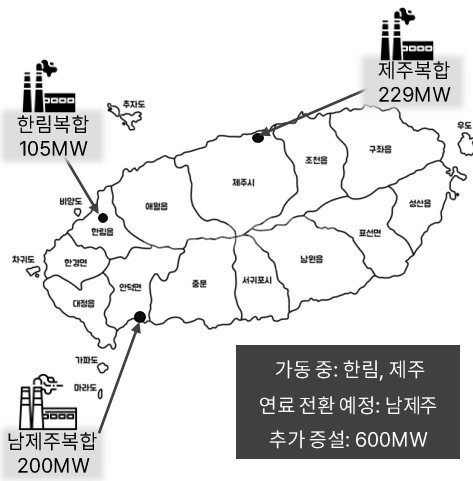 제주복합
229MW
한림복합
105MW
추자도
우도
구좌읍
조천읍
제주시
애월읍
비양도
한림읍
성산읍
표선면
남원읍
서귀포시
중문
안덕면
한경면
차귀도
대정읍
가파도
마라도
남제주복합
200MW
가동 중: 한림, 제주
연료 전환 예정: 남제주
추가 증설: 600MW